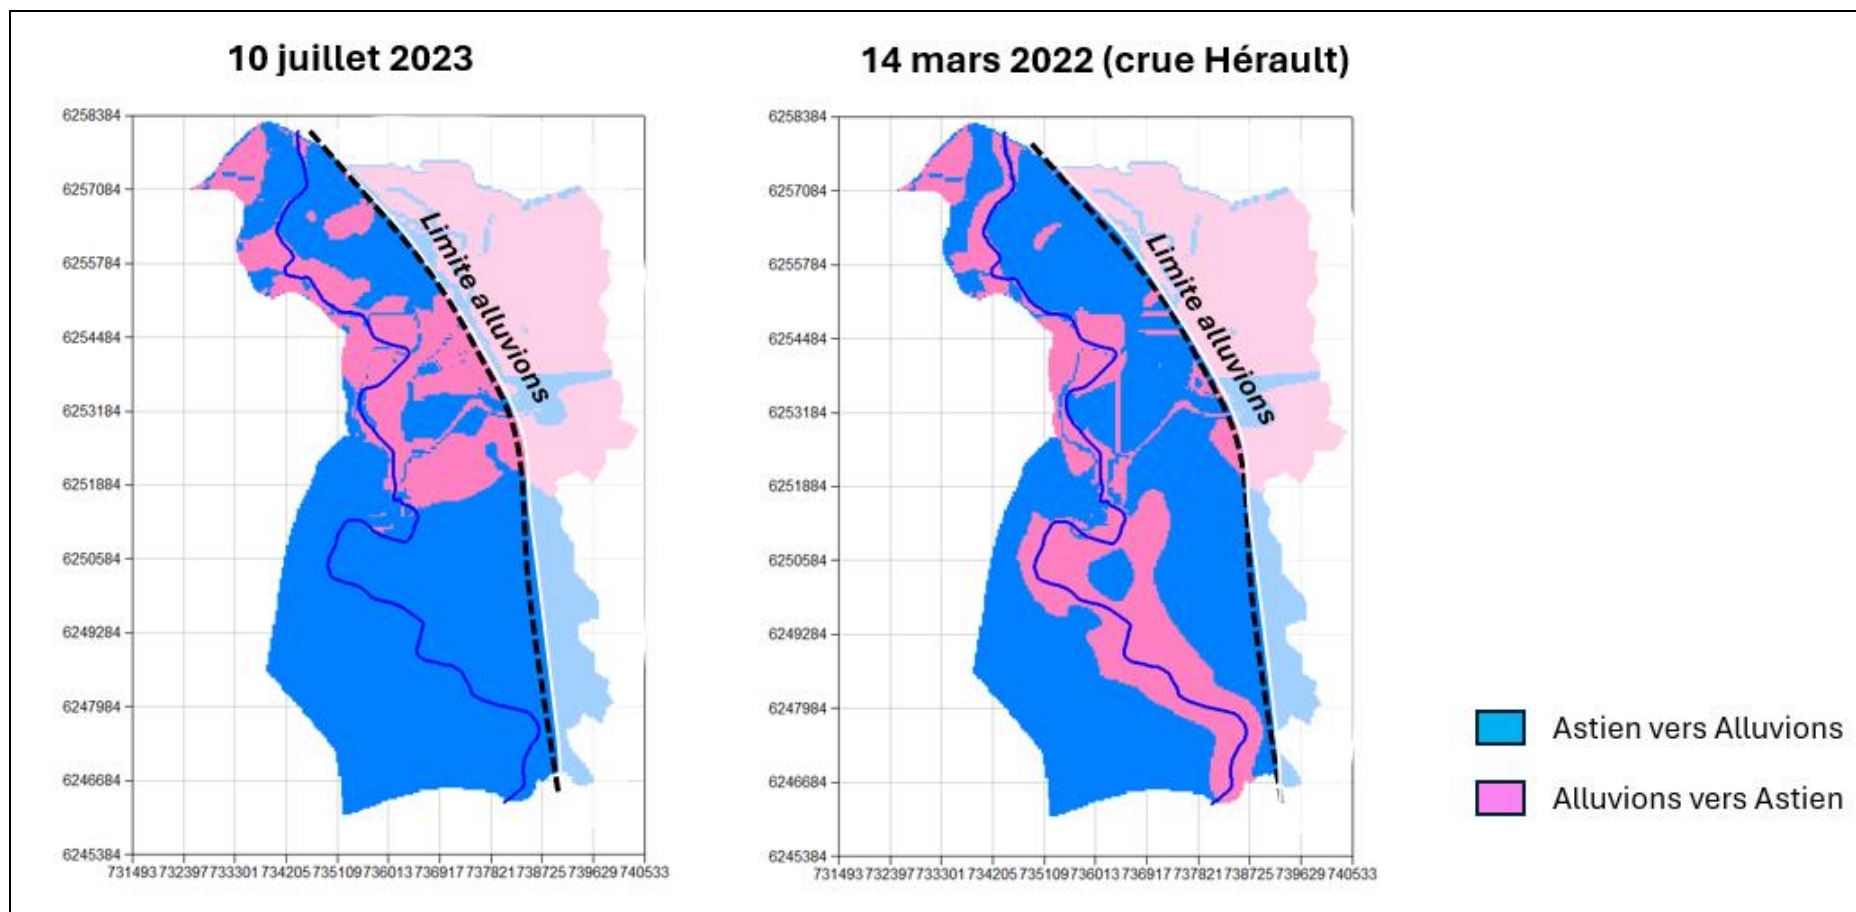 10 juillet 2023
14 mars 2022 (crue Hérault)
6258384
6257084
6255784
6254484
6253184
6251884
6250584
6249284
6247984
6246684
6245384
731493 732397 733301 734205 735109 736013 736917 737821 738725 739629 740533
Limite alluvions
6258384
6257084
6255784
6254484
6253184
6251884
6250584
6249284
6247984
6246684
6245384
731493 732397 733301 734205 735109 736013 736917 737821 738725 739629 740533
Limite alluvions
Astien vers Alluvions
Alluvions vers Astien